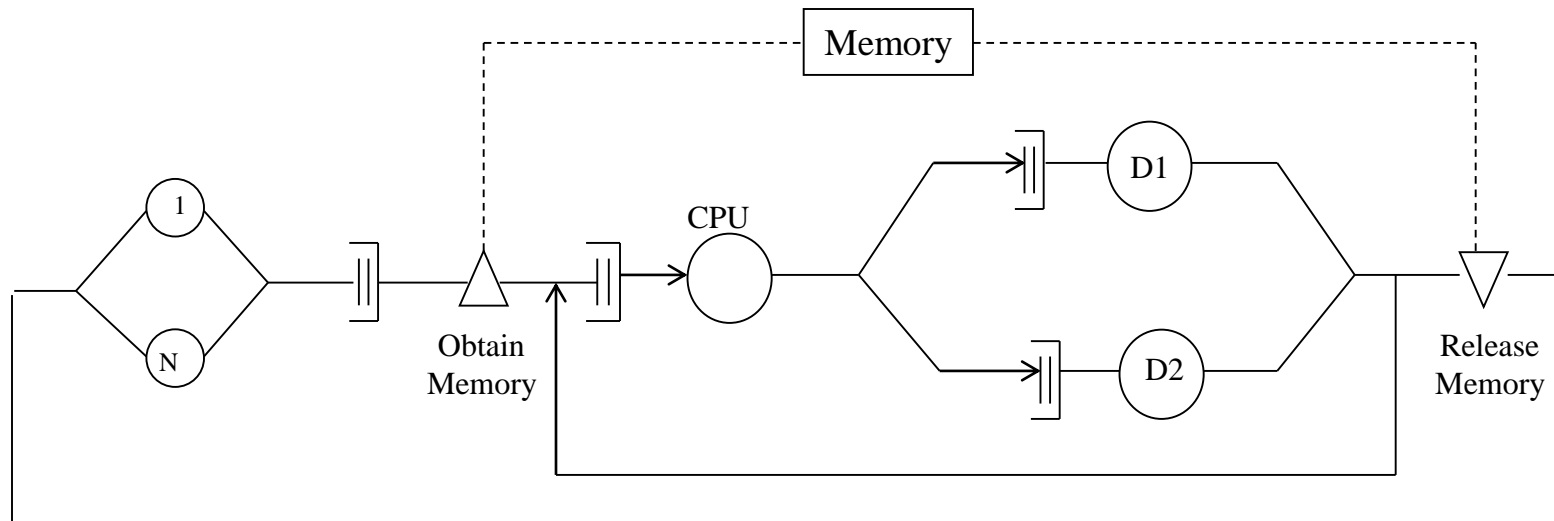 Memory
1
N
Obtain
Memory
CPU
D1
D2
Release
Memory